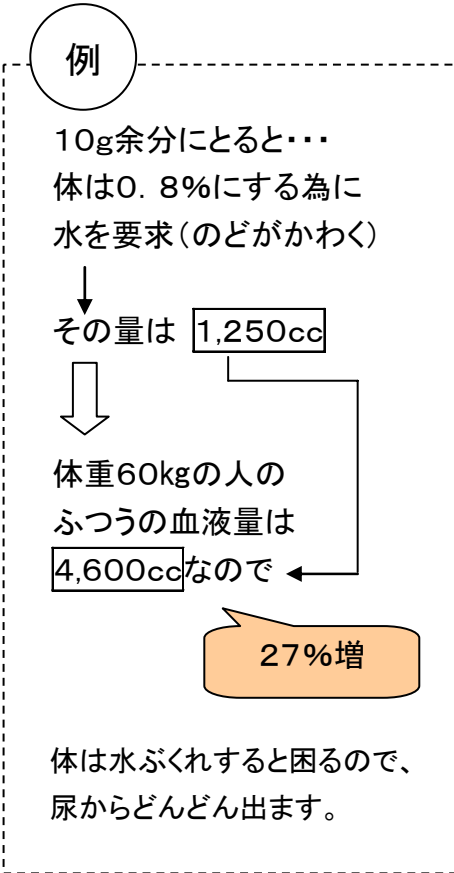 例
10g余分にとると・・・
体は0．8％にする為に
水を要求（のどがかわく）
その量は 1,250cc
体重60㎏の人の
ふつうの血液量は
4,600ccなので
27％増
体は水ぶくれすると困るので、
尿からどんどん出ます。